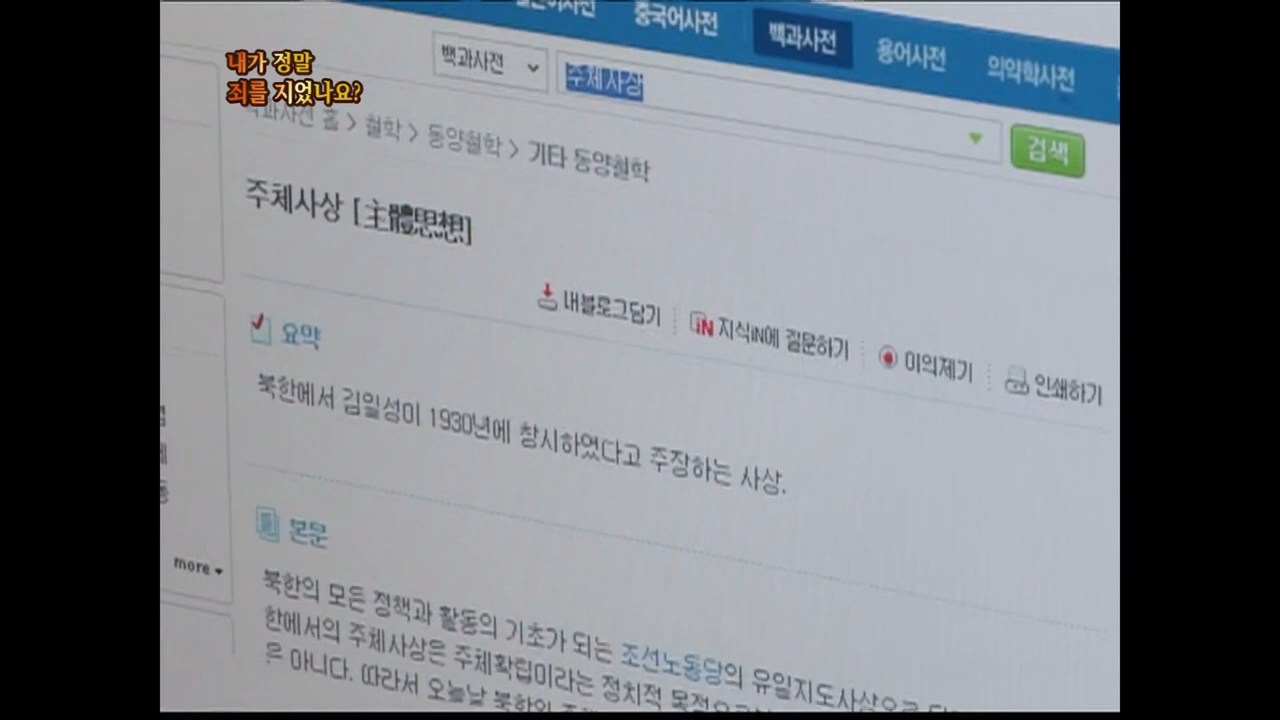 내가 정말
죄를 지었나요?
중국어사전 백과사전 용어사전 의약학사전
백과사전 주체사상 검색
백과사전 홈 > 철학 > 동양철학 > 기타 동양철학
주체사상 [主體思想]
내블로그담기 지식iN에 질문하기 이의제기 인쇄하기
요약
북한에서 김일성이 1930년에 창시하였다고 주장하는 사상.
본문
북한의 모든 정책과 활동의 기초가 되는 조선노동당의 유일지도사상으로
한에서의 주체사상은 주체확립이라는 정치적
은 아니다. 따라서 오늘날 북한의
more